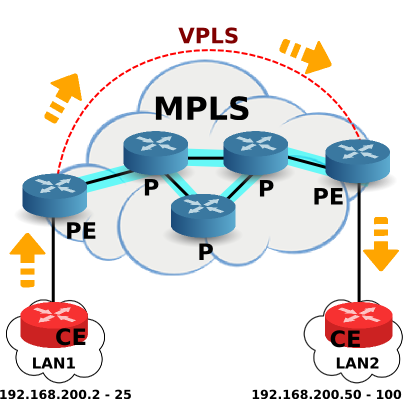 VPLS
MPLS
P
P
PE
PE
P
CE
CE
LAN1
LAN2
192.168.200.2 - 25
192.168.200.50 - 100